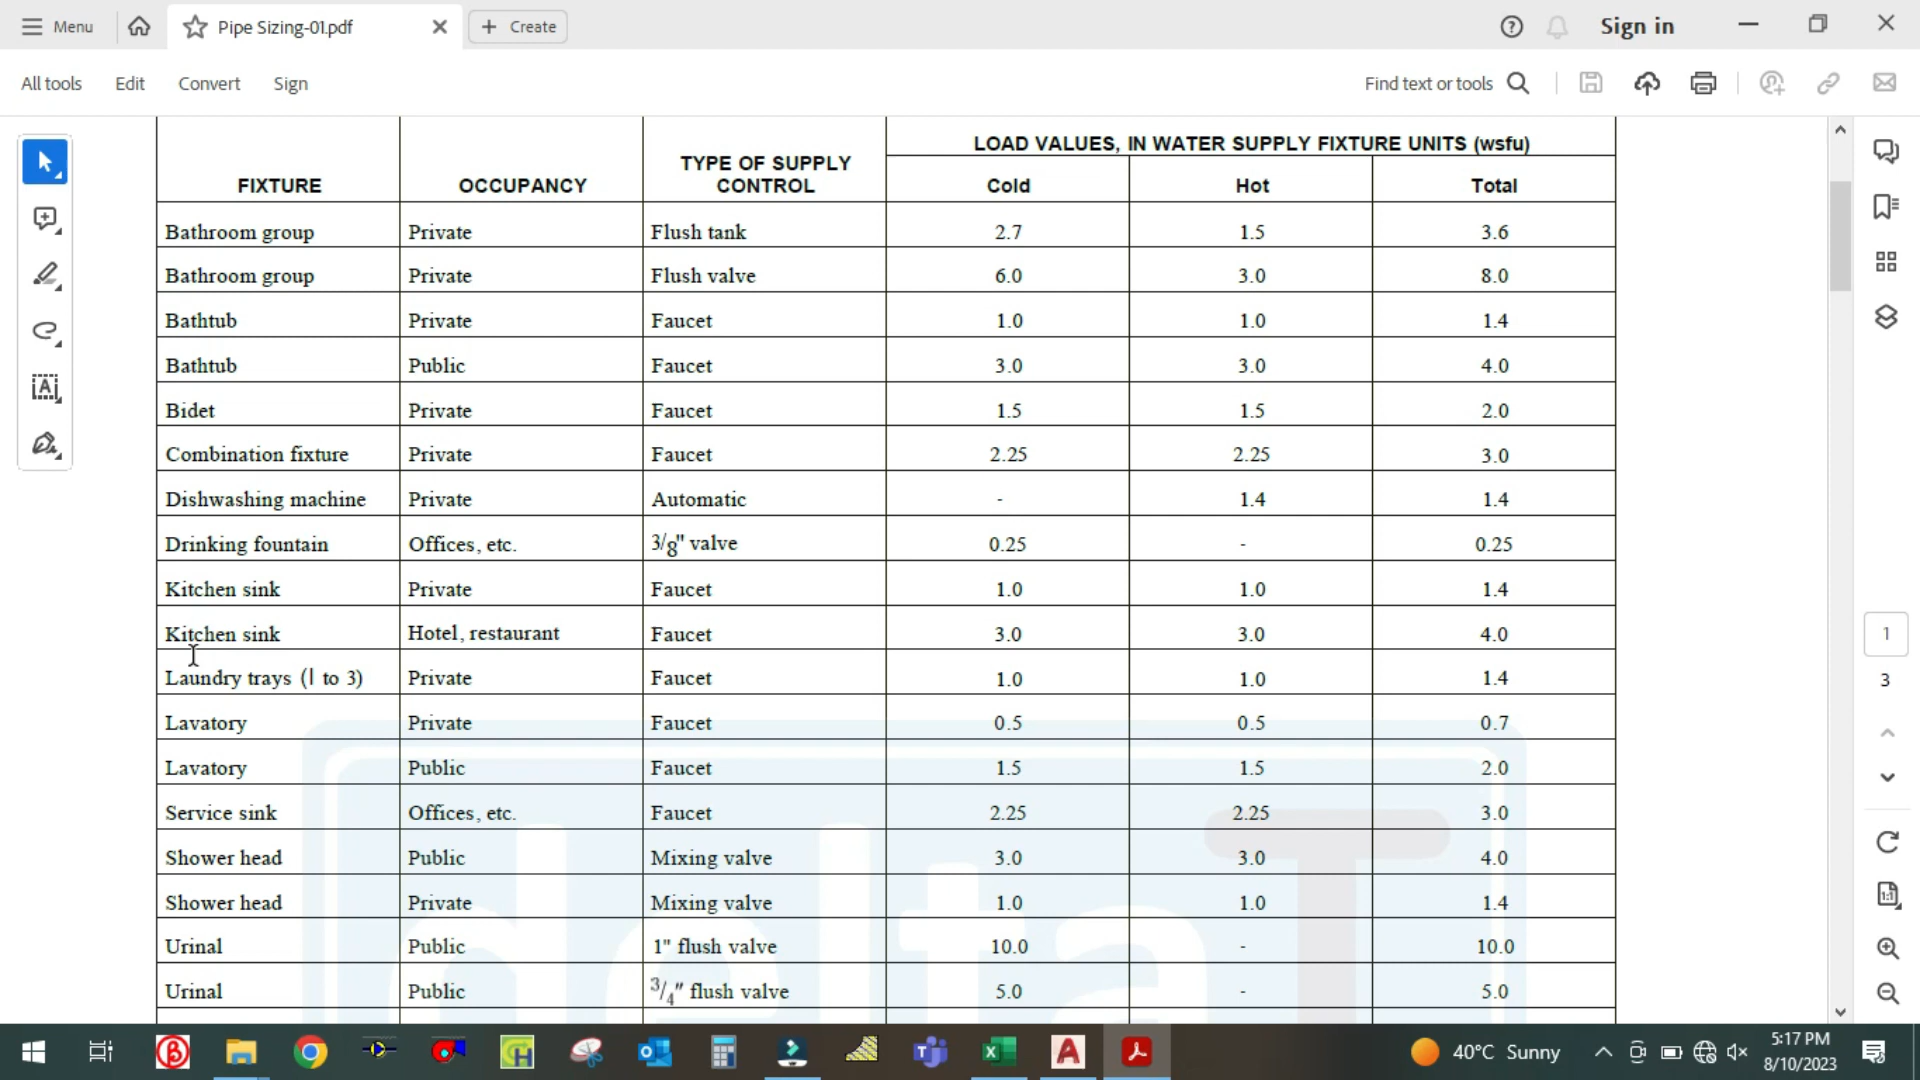 Menu
Pipe Sizing-01.pdf
Create
Sign in
All tools
Edit
Convert
Sign
Find text or tools
FIXTURE OCCUPANCY TYPE OF SUPPLY CONTROL LOAD VALUES, IN WATER SUPPLY FIXTURE UNITS (wsfu)
Cold Hot Total
Bathroom group Private Flush tank 2.7 1.5 3.6
Bathroom group Private Flush valve 6.0 3.0 8.0
Bathtub Private Faucet 1.0 1.0 1.4
Bathtub Public Faucet 3.0 3.0 4.0
Bidet Private Faucet 1.5 1.5 2.0
Combination fixture Private Faucet 2.25 2.25 3.0
Dishwashing machine Private Automatic - 1.4 1.4
Drinking fountain Offices, etc. 3/8" valve 0.25 - 0.25
Kitchen sink Private Faucet 1.0 1.0 1.4
Kitchen sink Hotel, restaurant Faucet 3.0 3.0 4.0
Laundry trays (l to 3) Private Faucet 1.0 1.0 1.4
Lavatory Private Faucet 0.5 0.5 0.7
Lavatory Public Faucet 1.5 1.5 2.0
Service sink Offices, etc. Faucet 2.25 2.25 3.0
Shower head Public Mixing valve 3.0 3.0 4.0
Shower head Private Mixing valve 1.0 1.0 1.4
Urinal Public 1" flush valve 10.0 - 10.0
Urinal Public 3/4" flush valve 5.0 - 5.0
delta T
1
3
40°C Sunny
5:17 PM
8/10/2023